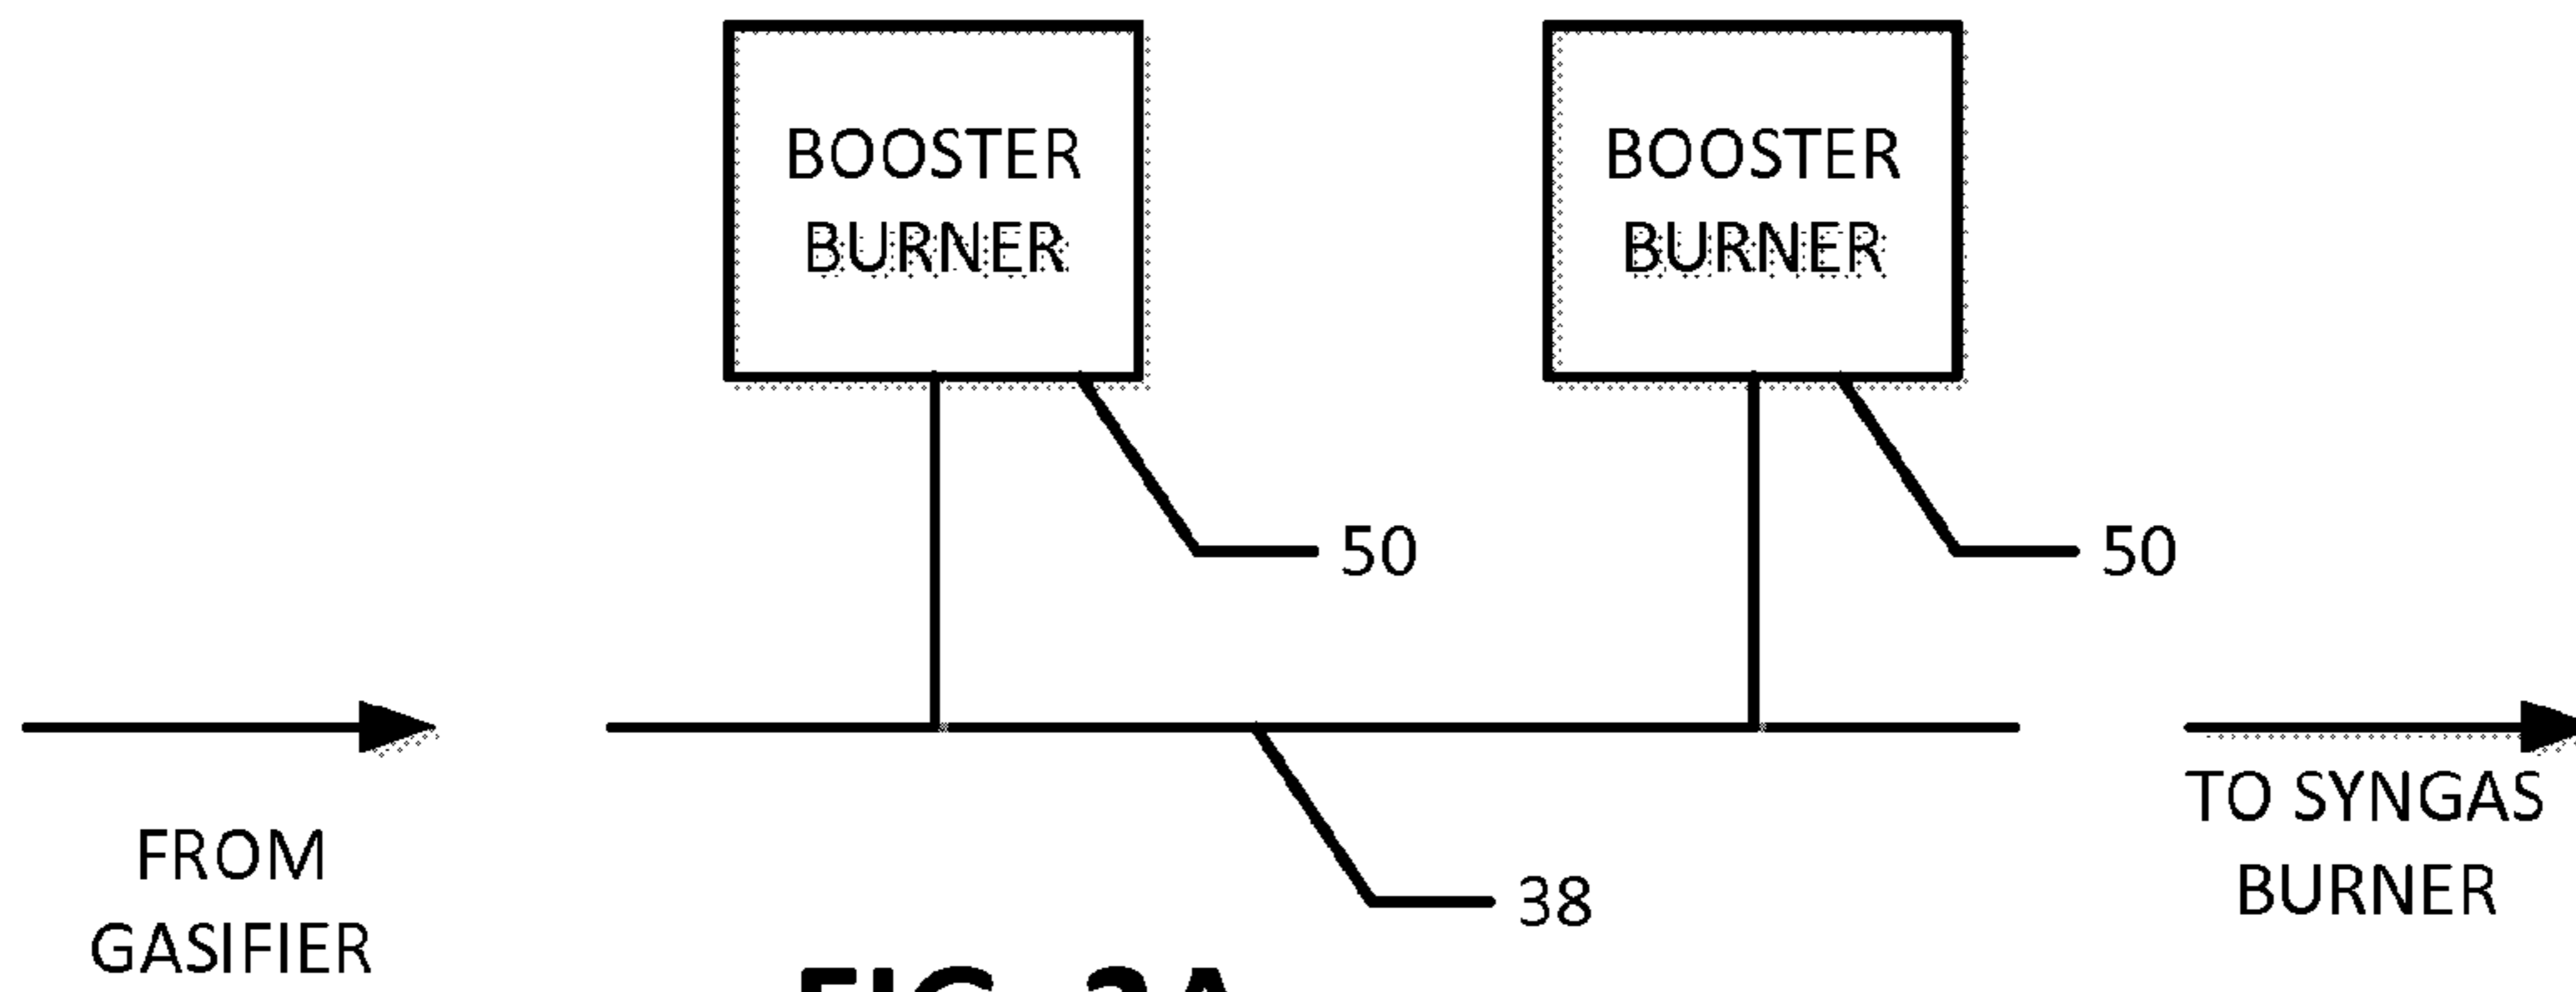 BOOSTER
BURNER
BOOSTER
BURNER
50
50
FROM
GASIFIER
TO SYNGAS
BURNER
38